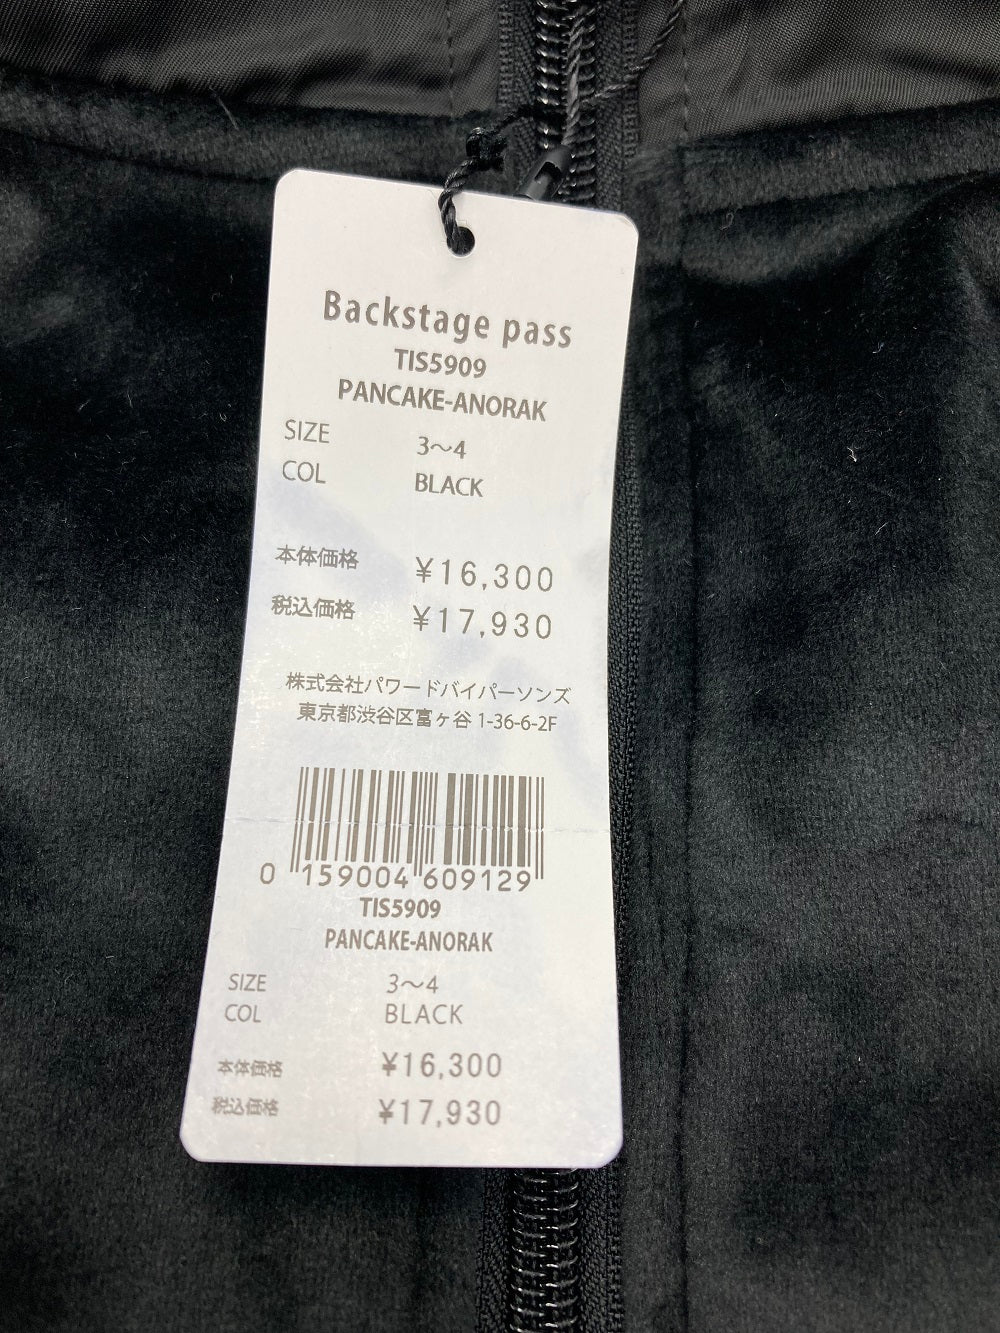 Backstage pass
TIS5909
PANCAKE-ANORAK
SIZE 3～4
COL BLACK
本体価格 ¥16,300
税込価格 ¥17,930
株式会社パワードバイパーソンズ
東京都渋谷区富ヶ谷 1-36-6-2F
0 159004 609129
TIS5909
PANCAKE-ANORAK
SIZE 3～4
COL BLACK
本体価格 ¥16,300
税込価格 ¥17,930